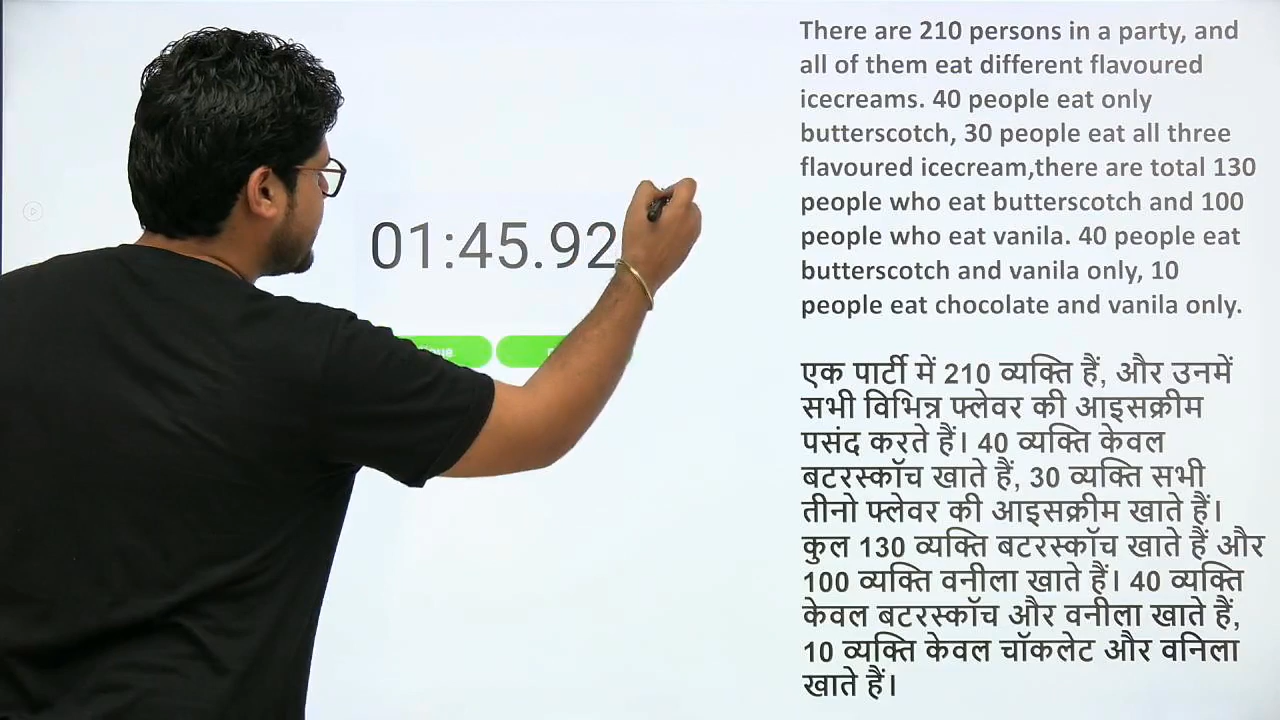 There are 210 persons in a party, and
all of them eat different flavoured
icecreams. 40 people eat only
butterscotch, 30 people eat all three
flavoured icecream,there are total 130
people who eat butterscotch and 100
people who eat vanila. 40 people eat
butterscotch and vanila only, 10
people eat chocolate and vanila only.
01:45.92
एक पार्टी में 210 व्यक्ति हैं, और उनमें
सभी विभिन्न फ्लेवर की आइसक्रीम
पसंद करते हैं। 40 व्यक्ति केवल
बटरस्कॉच खाते हैं, 30 व्यक्ति सभी
तीनो फ्लेवर की आइसक्रीम खाते हैं।
कुल 130 व्यक्ति बटरस्कॉच खाते हैं और
100 व्यक्ति वनीला खाते हैं। 40 व्यक्ति
केवल बटरस्कॉच और वनीला खाते हैं,
10 व्यक्ति केवल चॉकलेट और वनिला
खाते हैं।